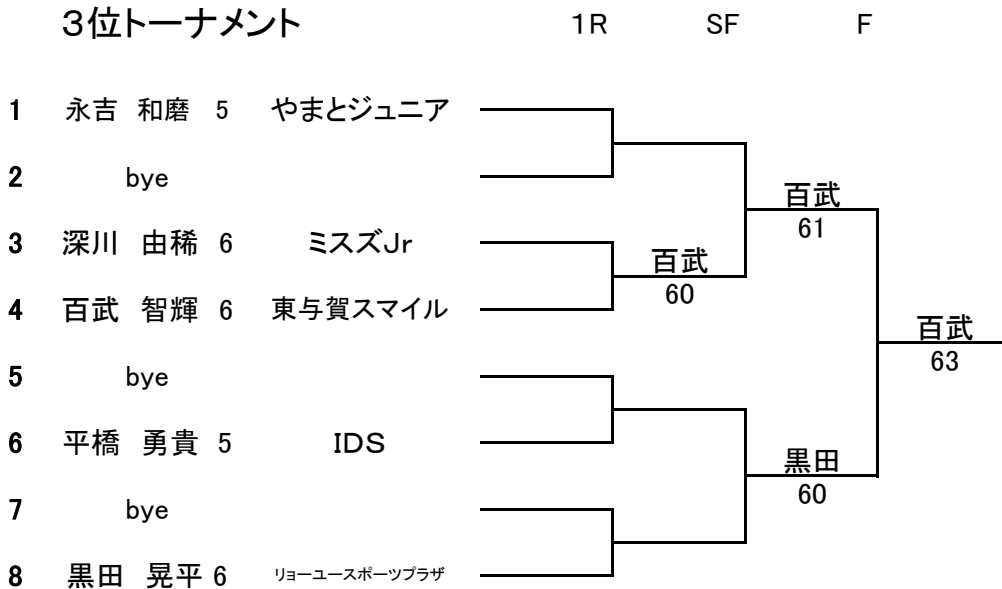 3位トーナメント 1R SF F
1 永吉 和磨 5 やまとジュニア
2 bye
百武
61
3 深川 由稀 6 ミスズJr
百武
60
4 百武 智輝 6 東与賀スマイル
百武
63
5 bye
6 平橋 勇貴 5 IDS
黒田
60
7 bye
8 黒田 晃平 6 リョーユースポーツプラザ